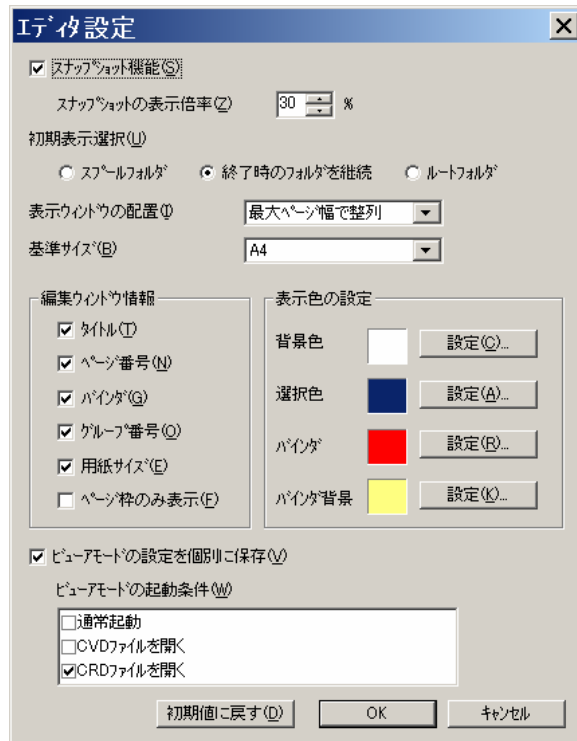 ｴﾃﾞｨﾀ設定
ｽﾅｯﾌﾟｼｮｯﾄ機能(S)
ｽﾅｯﾌﾟｼｮｯﾄの表示倍率(Z) 30 %
初期表示選択(U)
ｽﾌﾟｰﾙﾌｫﾙﾀﾞ 終了時のﾌｫﾙﾀﾞを継続 ﾙｰﾄﾌｫﾙﾀﾞ
表示ｳｨﾝﾄﾞｳの配置(I) 最大ﾍﾟｰｼﾞ幅で整列
基準ｻｲｽﾞ(B) A4
編集ｳｨﾝﾄﾞｳ情報
ﾀｲﾄﾙ(T)
ﾍﾟｰｼﾞ番号(N)
ﾊﾞｲﾝﾀﾞ(G)
ｸﾞﾙｰﾌﾟ番号(O)
用紙ｻｲｽﾞ(E)
ﾍﾟｰｼﾞ枠のみ表示(F)
表示色の設定
背景色 設定(C)...
選択色 設定(A)...
ﾊﾞｲﾝﾀﾞ 設定(R)...
ﾊﾞｲﾝﾀﾞ背景 設定(K)...
ﾋﾞｭｰｱﾓｰﾄﾞの設定を個別に保存(V)
ﾋﾞｭｰｱﾓｰﾄﾞの起動条件(W)
通常起動
CVDﾌｧｲﾙを開く
CRDﾌｧｲﾙを開く
初期値に戻す(D) OK ｷｬﾝｾﾙ